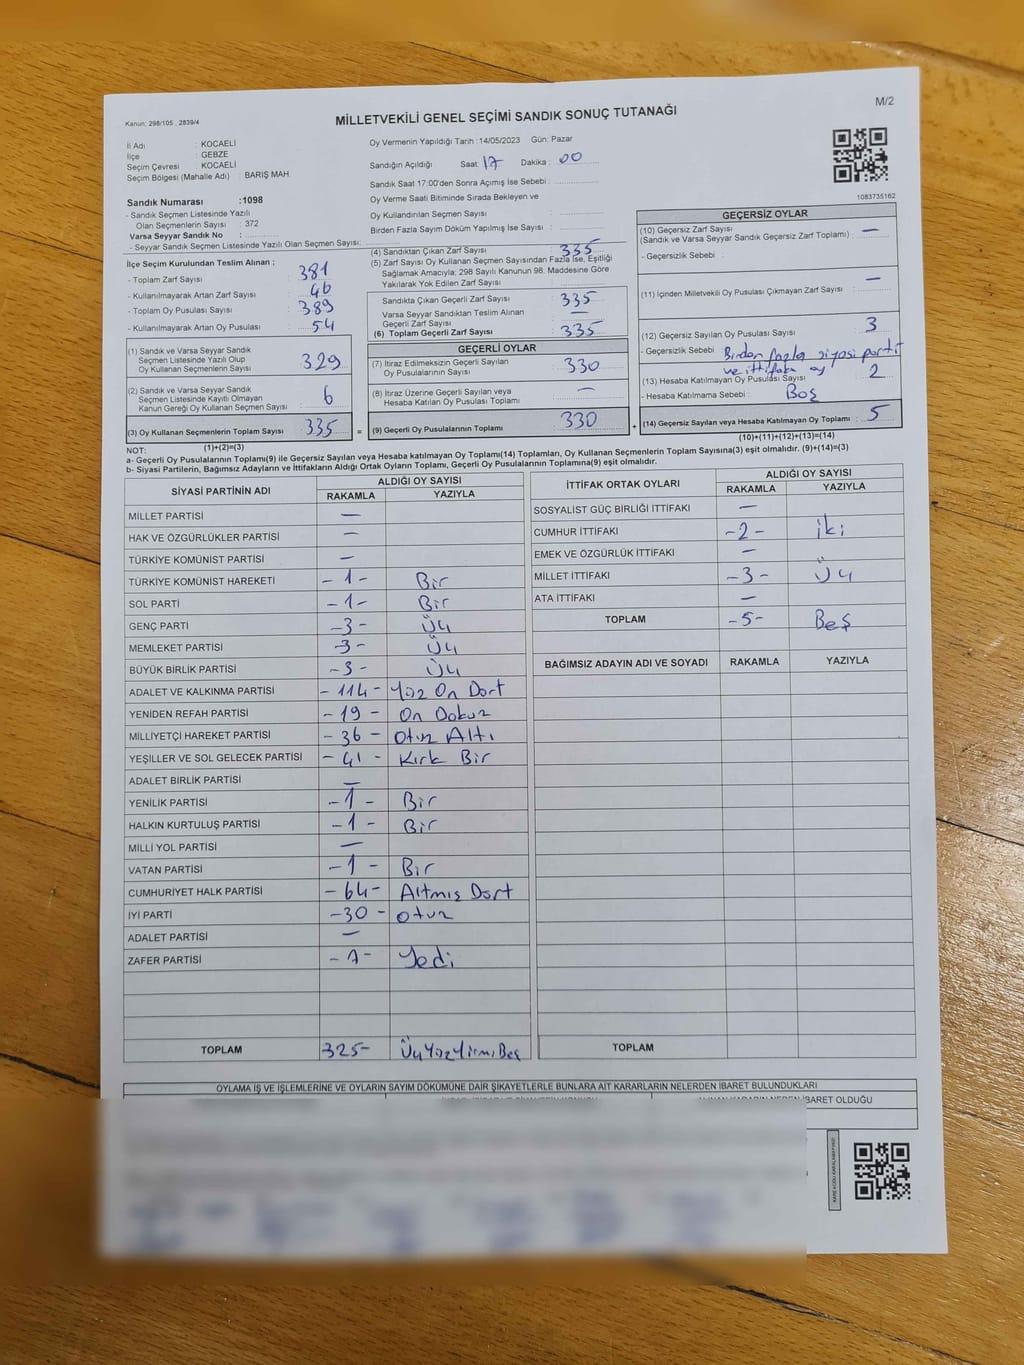 M/2
Kanun: 298/105 , 2839/4
MİLLETVEKİLİ GENEL SEÇİMİ SANDIK SONUÇ TUTANAĞI
İl Adı : KOCAELİ
İlçe : GEBZE
Seçim Çevresi : KOCAELİ
Seçim Bölgesi (Mahalle Adı) : BARIŞ MAH.
Sandık Numarası :1098
- Sandık Seçmen Listesinde Yazılı
Olan Seçmenlerin Sayısı : 372
Varsa Seyyar Sandık No :
- Seyyar Sandık Seçmen Listesinde Yazılı Olan Seçmen Sayısı:
Oy Vermenin Yapıldığı Tarih :14/05/2023 Gün: Pazar
Sandığın Açıldığı Saat: 17 Dakika : 00
Sandık Saat 17:00'den Sonra Açımış İse Sebebi :
Oy Verme Saati Bitiminde Sırada Bekleyen ve
Oy Kullandırılan Seçmen Sayısı :
Birden Fazla Sayım Döküm Yapılmış İse Sayısı :
1083735162
İlçe Seçim Kurulundan Teslim Alınan ;
- Toplam Zarf Sayısı : 381
- Kullanılmayarak Artan Zarf Sayısı : 46
- Toplam Oy Pusulası : 389
- Kullanılmayarak Artan Oy Pusulası : 54
(1) Sandık ve Varsa Seyyar Sandık
Seçmen Listesinde Yazılı Olup
Oy Kullanan Seçmenlerin Sayısı : 329
(2) Sandık ve Varsa Seyyar Sandık
Seçmen Listesinde Kayıtlı Olmayan
Kanun Gereği Oy Kullanan Seçmen Sayısı : 6
(3) Oy Kullanan Seçmenlerin Toplam Sayısı : 335
(1)+(2)=(3)
(4) Sandıktan Çıkan Zarf Sayısı : 335
(5) Zarf Sayısı Oy Kullanan Seçmen Sayısından Fazla İse, Eşitliği
Sağlamak Amacıyla; 298 Sayılı Kanunun 98. Maddesine Göre
Yakılarak Yok Edilen Zarf Sayısı :
Sandıkta Çıkan Geçerli Zarf Sayısı : 335
Varsa Seyyar Sandıktan Teslim Alınan
Geçerli Zarf Sayısı : —
(6) Toplam Geçerli Zarf Sayısı : 335
GEÇERLİ OYLAR
(7) İtiraz Edilmeksizin Geçerli Sayılan
Oy Pusulalarının Sayısı : 330
(8) İtiraz Üzerine Geçerli Sayılan veya
Hesaba Katılan Oy Pusulası Toplamı : —
= (9) Geçerli Oy Pusulalarının Toplamı : 330
GEÇERSİZ OYLAR
(10) Geçersiz Zarf Sayısı
(Sandık ve Varsa Seyyar Sandık Geçersiz Zarf Toplamı) : —
- Geçersizlik Sebebi :
(11) İçinden Milletvekili Oy Pusulası Çıkmayan Zarf Sayısı : —
(12) Geçersiz Sayılan Oy Pusulası Sayısı : 3
- Geçersizlik Sebebi : Birden fazla siyasi parti
ve ittifaka oy
(13) Hesaba Katılmayan Oy Pusulası Sayısı : 2
- Hesaba Katılmama Sebebi : Boş
+ (14) Geçersiz Sayılan veya Hesaba Katılmayan Oy Toplamı : 5
(10)+(11)+(12)+(13)=(14)
NOT:
a- Geçerli Oy Pusulalarının Toplamı(9) ile Geçersiz Sayılan veya Hesaba Katılmayan Oy Toplamı(14) Toplamları, Oy Kullanan Seçmenlerin Toplam Sayısına(3) eşit olmalıdır. (9)+(14)=(3)
b- Siyasi Partilerin, Bağımsız Adayların ve İttifakların Aldığı Ortak Oyların Toplamı, Geçerli Oy Pusulalarının Toplamına(9) eşit olmalıdır.
SİYASİ PARTİNİN ADI ALDIĞI OY SAYISI
RAKAMLA YAZIYLA
MİLLET PARTİSİ —
HAK VE ÖZGÜRLÜKLER PARTİSİ —
TÜRKİYE KOMÜNİST PARTİSİ —
TÜRKİYE KOMÜNİST HAREKETİ - 1 - Bir
SOL PARTİ - 1 - Bir
GENÇ PARTİ - 3 - Üç
MEMLEKET PARTİSİ - 3 - Üç
BÜYÜK BİRLİK PARTİSİ - 3 - Üç
ADALET VE KALKINMA PARTİSİ - 114 - Yüz On Dört
YENİDEN REFAH PARTİSİ - 19 - On Dokuz
MİLLİYETÇİ HAREKET PARTİSİ - 36 - Otuz Altı
YEŞİLLER VE SOL GELECEK PARTİSİ - 41 - Kırk Bir
ADALET BİRLİK PARTİSİ —
YENİLİK PARTİSİ - 1 - Bir
HALKIN KURTULUŞ PARTİSİ - 1 - Bir
MİLLİ YOL PARTİSİ —
VATAN PARTİSİ - 1 - Bir
CUMHURİYET HALK PARTİSİ - 64 - Altmış Dört
İYİ PARTİ - 30 - otuz
ADALET PARTİSİ —
ZAFER PARTİSİ - 7 - Yedi
TOPLAM 325- ÜçYüzYirmiBeş
İTTİFAK ORTAK OYLARI ALDIĞI OY SAYISI
RAKAMLA YAZIYLA
SOSYALİST GÜÇ BİRLİĞİ İTTİFAKI —
CUMHUR İTTİFAKI - 2 - İki
EMEK VE ÖZGÜRLÜK İTTİFAKI —
MİLLET İTTİFAKI - 3 - Üç
ATA İTTİFAKI —
TOPLAM - 5 - Beş
BAĞIMSIZ ADAYIN ADI VE SOYADI RAKAMLA YAZIYLA
TOPLAM
OYLAMA İŞ VE İŞLEMLERİNE VE OYLARIN SAYIM DÖKÜMÜNE DAİR ŞİKAYETLERLE BUNLARA AİT KARARLARIN NELERDEN İBARET BULUNDUKLARI
İBARET OLDUĞU